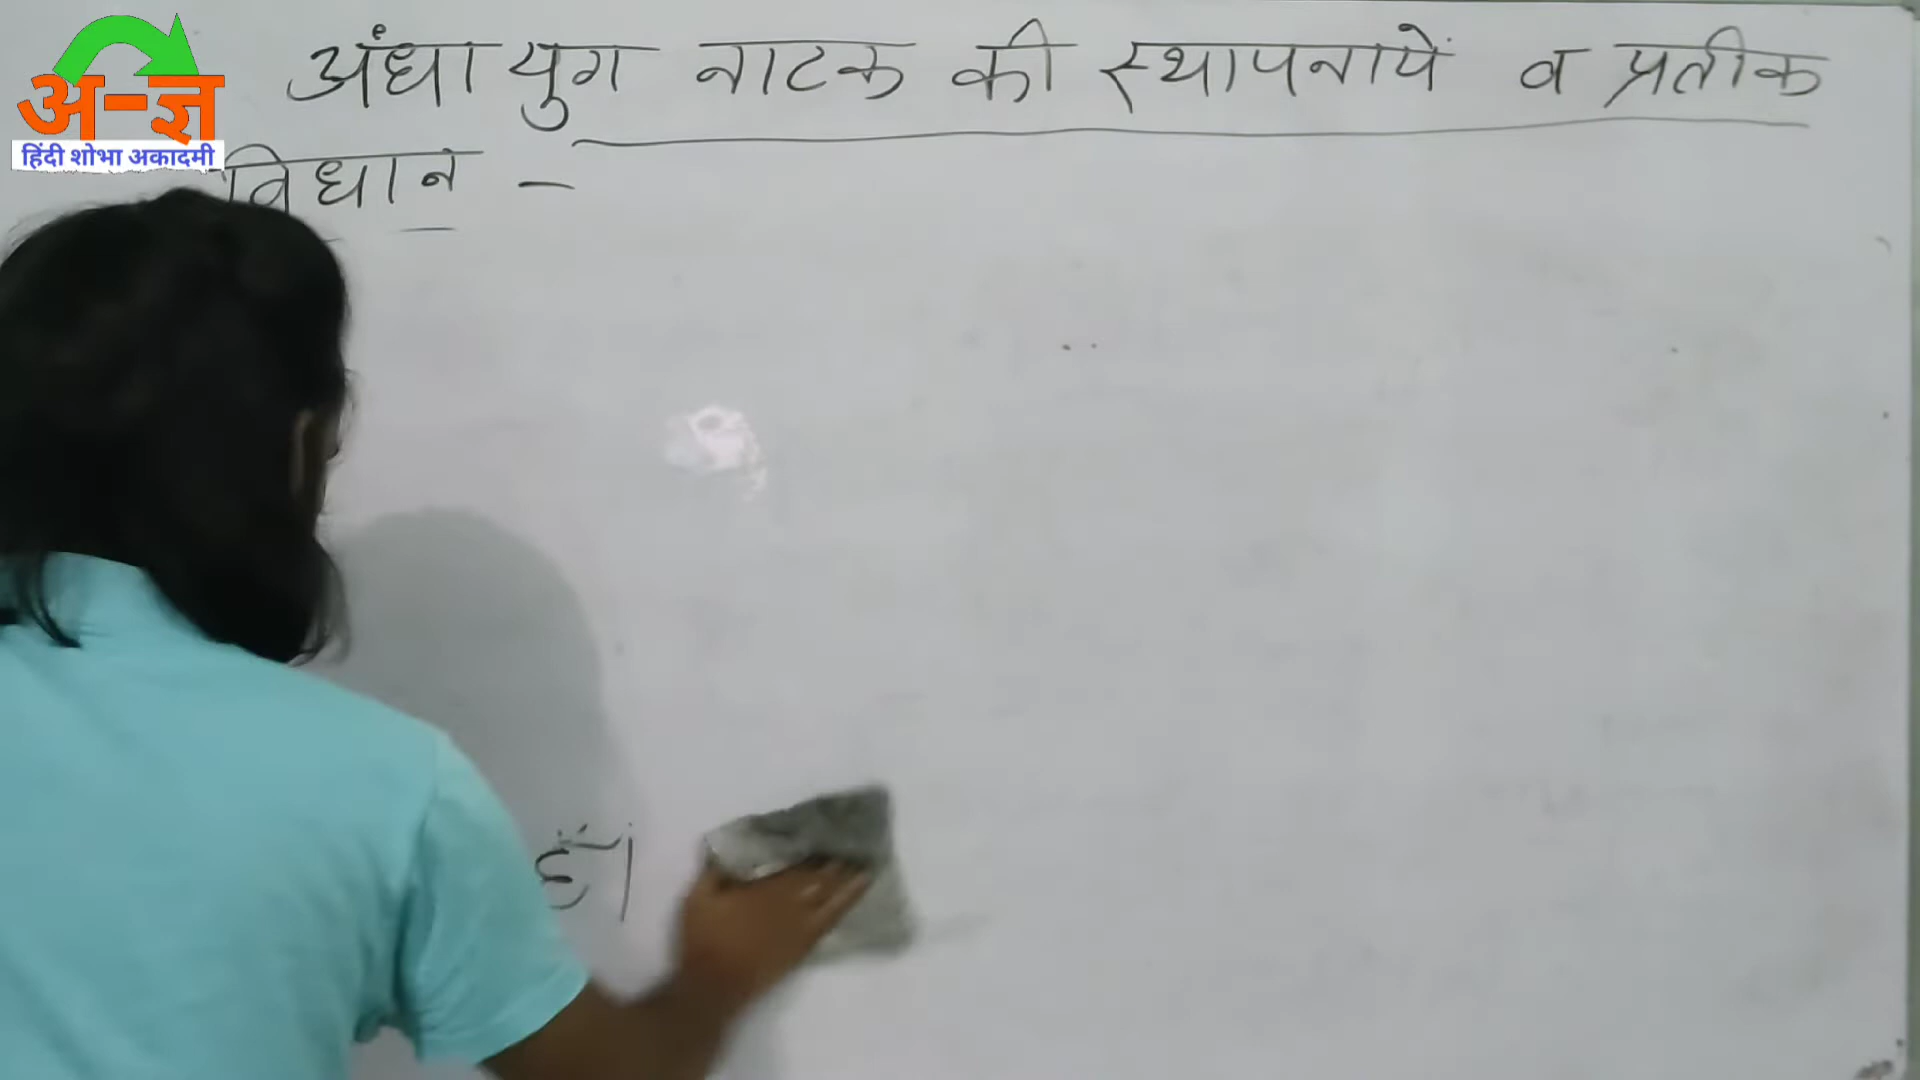 अ-ज्ञ
हिंदी शोभा अकादमी
अंधा युग नाटक की स्थापनायें व प्रतीक
विधान -
हैं।